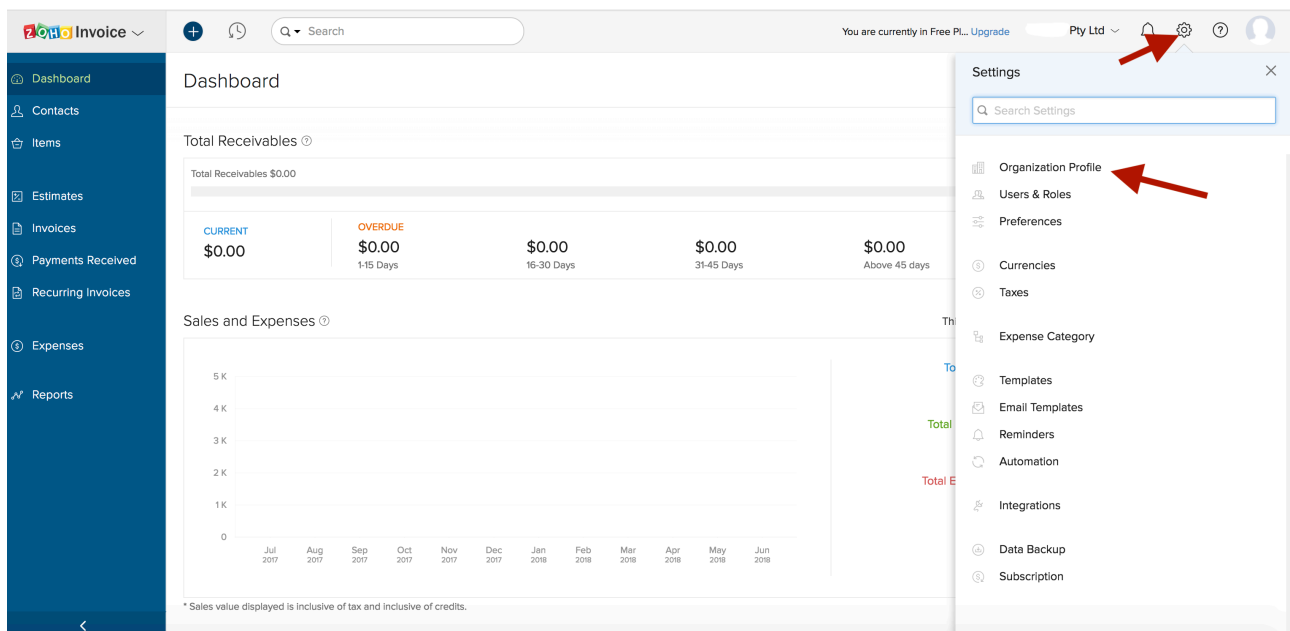 ZOHO Invoice
Search
You are currently in Free Pl... Upgrade
Pty Ltd
Dashboard
Contacts
Items
Estimates
Invoices
Payments Received
Recurring Invoices
Expenses
Reports
Dashboard
Total Receivables
Total Receivables $0.00
CURRENT
$0.00
OVERDUE
$0.00
1-15 Days
$0.00
16-30 Days
$0.00
31-45 Days
$0.00
Above 45 days
Sales and Expenses
Thi
To
Total
Total E
5 K
4 K
3 K
2 K
1 K
0
Jul 2017
Aug 2017
Sep 2017
Oct 2017
Nov 2017
Dec 2017
Jan 2018
Feb 2018
Mar 2018
Apr 2018
May 2018
Jun 2018
* Sales value displayed is inclusive of tax and inclusive of credits.
Settings
Search Settings
Organization Profile
Users & Roles
Preferences
Currencies
Taxes
Expense Category
Templates
Email Templates
Reminders
Automation
Integrations
Data Backup
Subscription